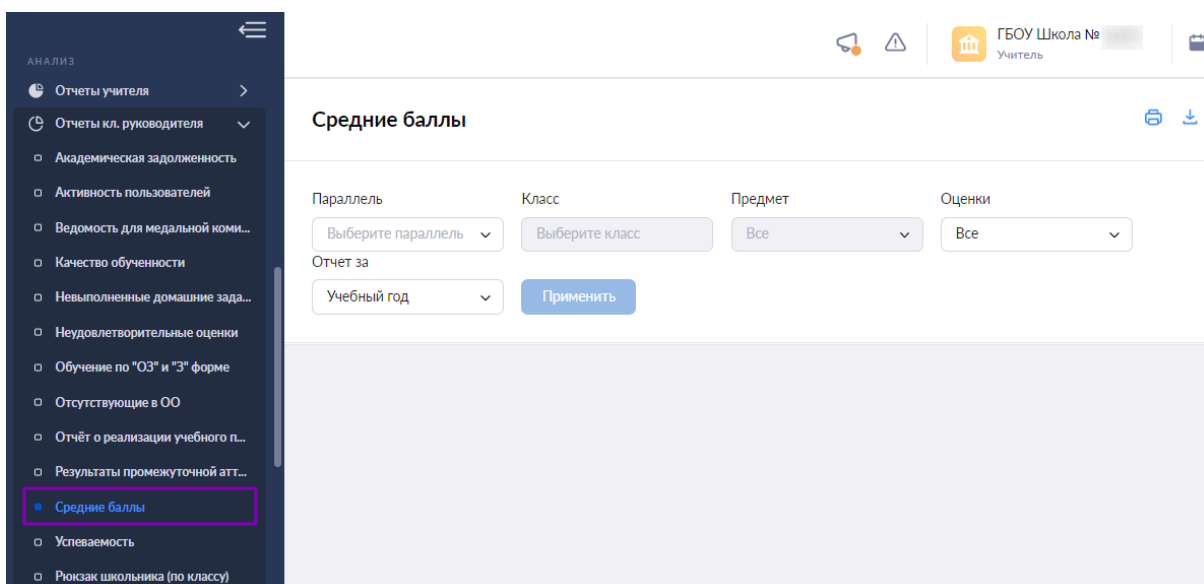 АНАЛИЗ
Отчеты учителя
Отчеты кл. руководителя
Академическая задолженность
Активность пользователей
Ведомость для медальной коми...
Качество обученности
Невыполненные домашние зада...
Неудовлетворительные оценки
Обучение по "ОЗ" и "З" форме
Отсутствующие в ОО
Отчёт о реализации учебного п...
Результаты промежуточной атт...
Средние баллы
Успеваемость
Рюкзак школьника (по классу)
ГБОУ Школа №
Учитель
Средние баллы
Параллель Класс Предмет Оценки
Выберите параллель Выберите класс Все Все
Отчет за
Учебный год Применить